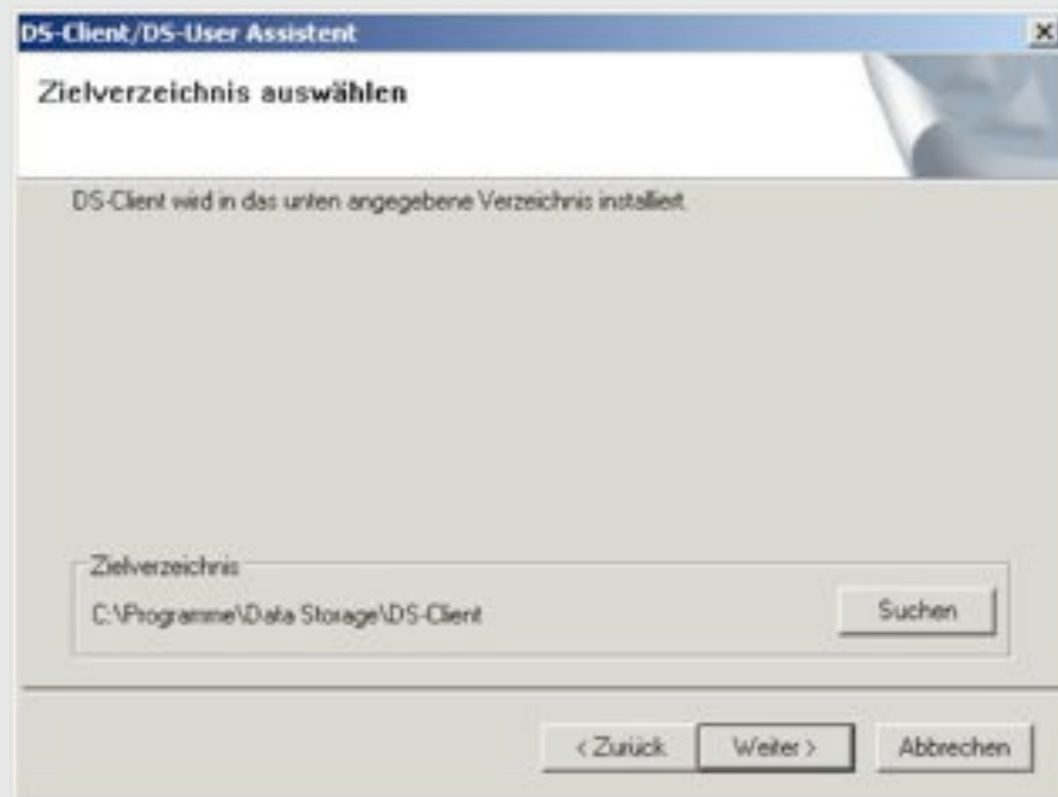 DS-Client/DS-User Assistent
Zielverzeichnis auswählen
DS-Client wird in das unten angegebene Verzeichnis installiert.
Zielverzeichnis
C:\Programme\Data Storage\DS-Client
Suchen
< Zurück
Weiter >
Abbrechen